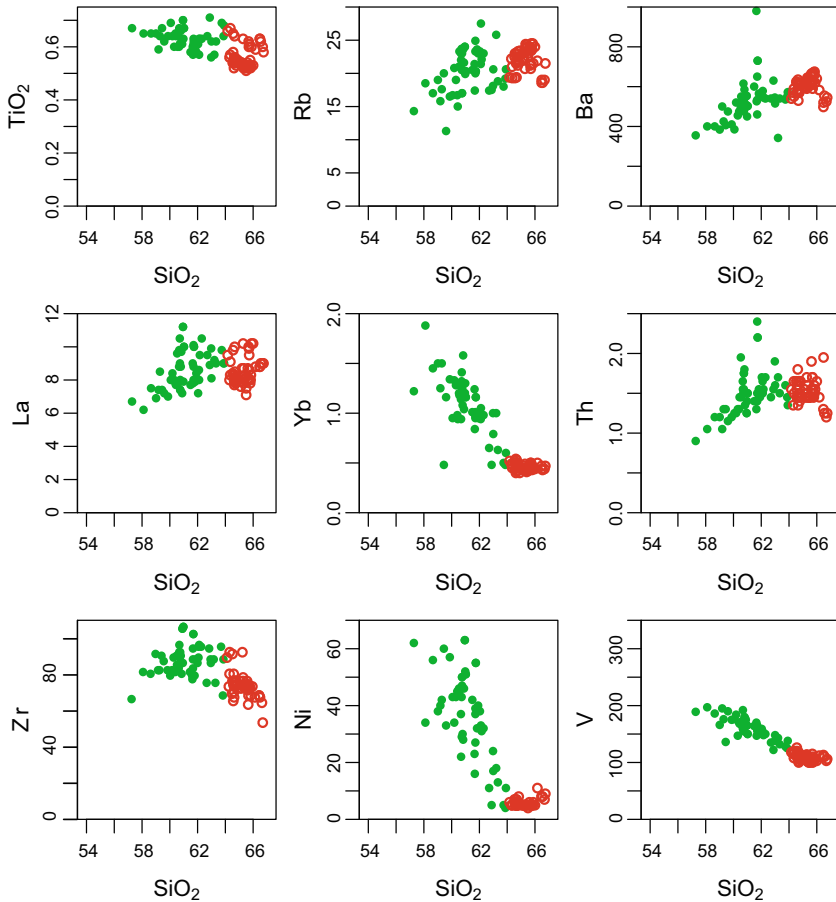 TiO₂
0.0 0.2 0.4 0.6
54 58 62 66
SiO₂
Rb
0 5 15 25
54 58 62 66
SiO₂
Ba
0 400 800
54 58 62 66
SiO₂
La
0 2 4 6 8 12
54 58 62 66
SiO₂
Yb
0.0 1.0 2.0
54 58 62 66
SiO₂
Th
0.0 1.0 2.0
54 58 62 66
SiO₂
Zr
0 40 80
54 58 62 66
SiO₂
Ni
0 20 40 60
54 58 62 66
SiO₂
V
0 100 200 300
54 58 62 66
SiO₂